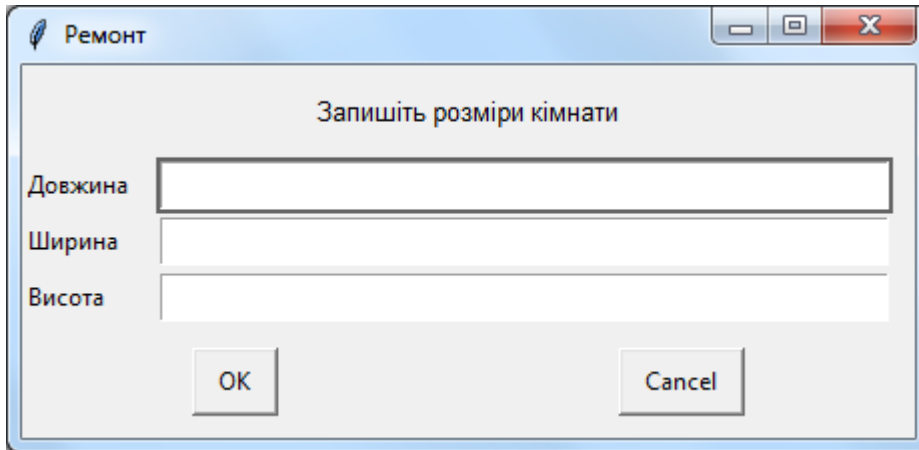 Ремонт
Запишіть розміри кімнати
Довжина
Ширина
Висота
OK Cancel